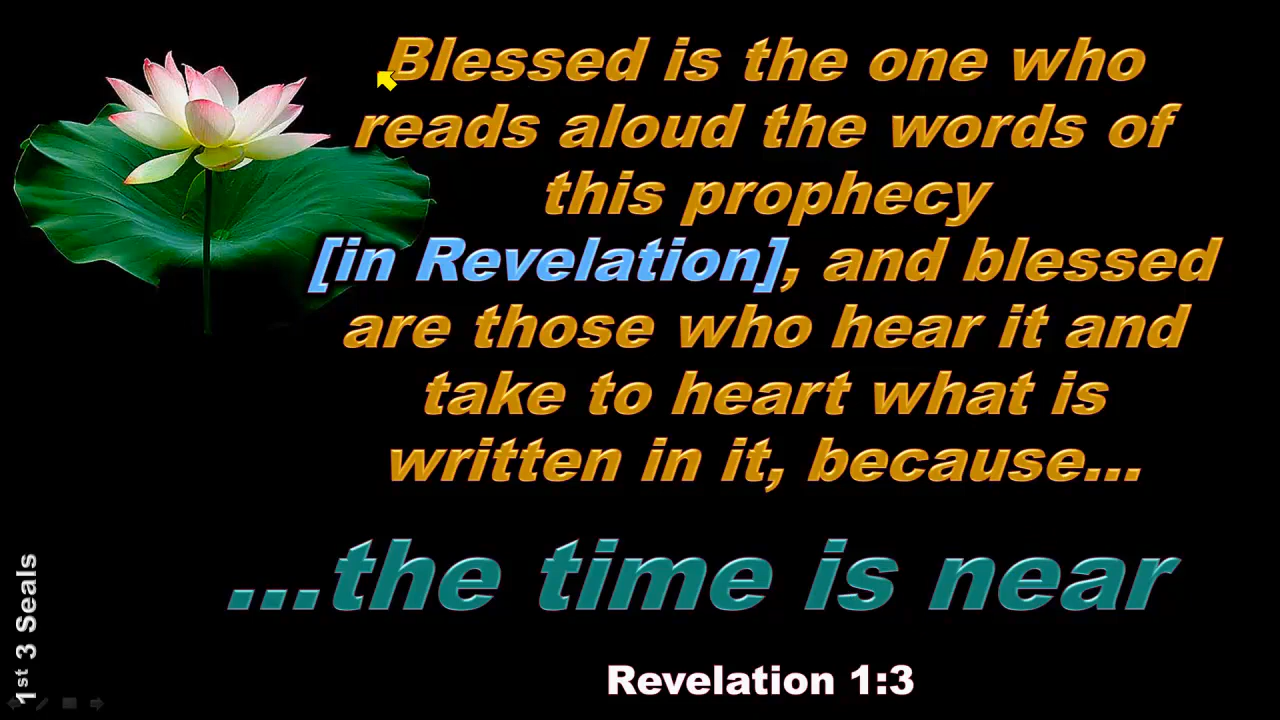 Blessed is the one who
reads aloud the words of
this prophecy
[in Revelation], and blessed
are those who hear it and
take to heart what is
written in it, because...
...the time is near
Revelation 1:3
1st 3 Seals